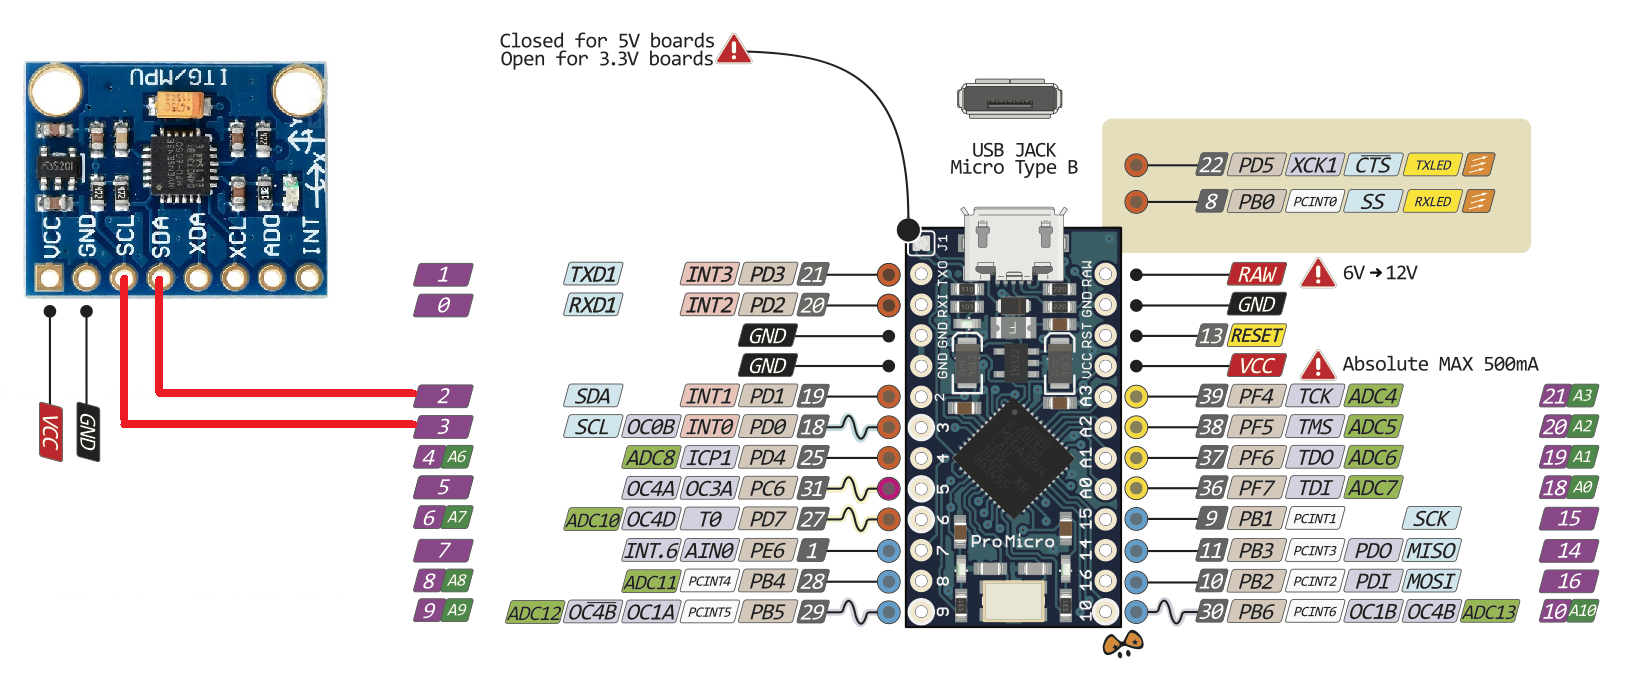 Closed for 5V boards
Open for 3.3V boards
ITG/MPU
VCC GND SCL SDA XDA XCL ADO INT
VCC GND
USB JACK
Micro Type B
22 PD5 XCK1 CTS TXLED
8 PB0 PCINT0 SS RXLED
J1
1 TXD1 INT3 PD3 21 TXO RAW RAW 6V→12V
0 RXD1 INT2 PD2 20 RXI GND GND
GND GND RST 13 RESET
GND GND VCC VCC Absolute MAX 500mA
2 SDA INT1 PD1 19 2 A3 39 PF4 TCK ADC4 21 A3
3 SCL OC0B INT0 PD0 18 3 A2 38 PF5 TMS ADC5 20 A2
4 A6 ADC8 ICP1 PD4 25 4 A1 37 PF6 TDO ADC6 19 A1
5 OC4A OC3A PC6 31 5 A0 36 PF7 TDI ADC7 18 A0
6 A7 ADC10 OC4D T0 PD7 27 6 15 9 PB1 PCINT1 SCK 15
ProMicro
7 INT.6 AIN0 PE6 1 7 14 11 PB3 PCINT3 PDO MISO 14
8 A8 ADC11 PCINT4 PB4 28 8 16 10 PB2 PCINT2 PDI MOSI 16
9 A9 ADC12 OC4B OC1A PCINT5 PB5 29 9 10 30 PB6 PCINT6 OC1B OC4B ADC13 10 A10